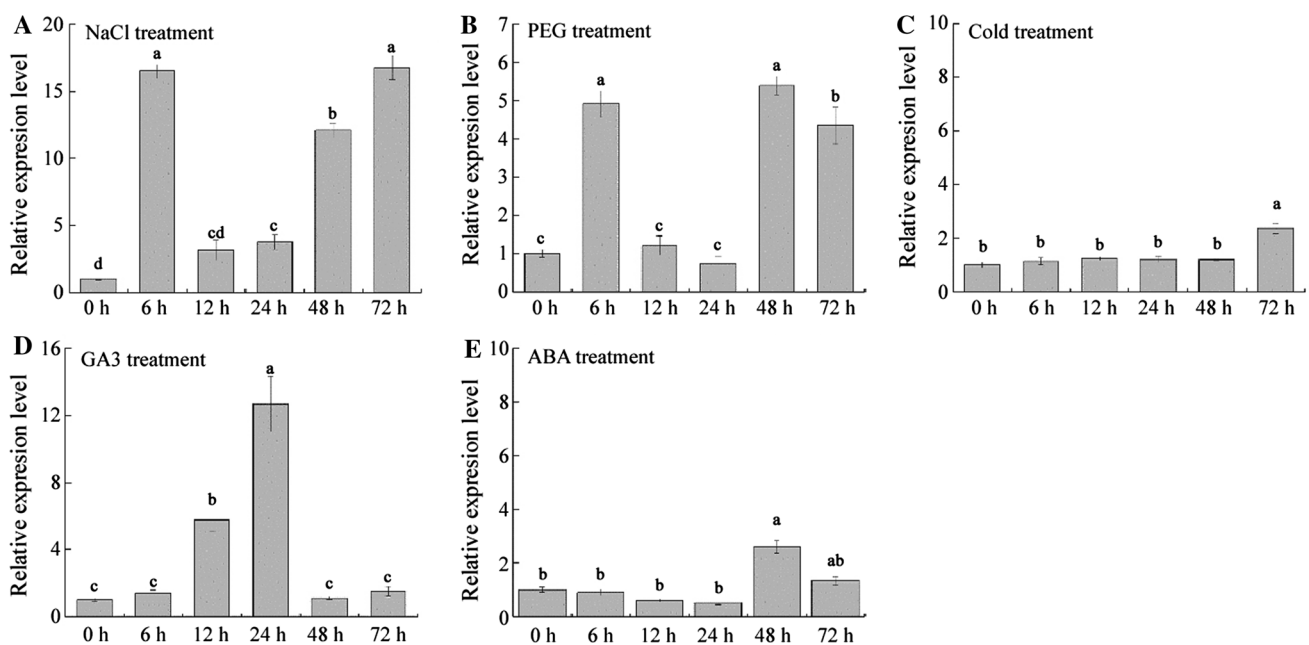 A
NaCl treatment
Relative expresion level
20
15
10
5
0
d
a
cd
c
b
a
0 h 6 h 12 h 24 h 48 h 72 h
B
PEG treatment
Relative expresion level
7
6
5
4
3
2
1
0
c
a
c
c
a
b
0 h 6 h 12 h 24 h 48 h 72 h
C
Cold treatment
Relative expresion level
10
8
6
4
2
0
b
b
b
b
b
a
0 h 6 h 12 h 24 h 48 h 72 h
D
GA3 treatment
Relative expresion level
16
12
8
4
0
c
c
b
a
c
c
0 h 6 h 12 h 24 h 48 h 72 h
E
ABA treatment
Relative expresion level
10
8
6
4
2
0
b
b
b
b
a
ab
0 h 6 h 12 h 24 h 48 h 72 h